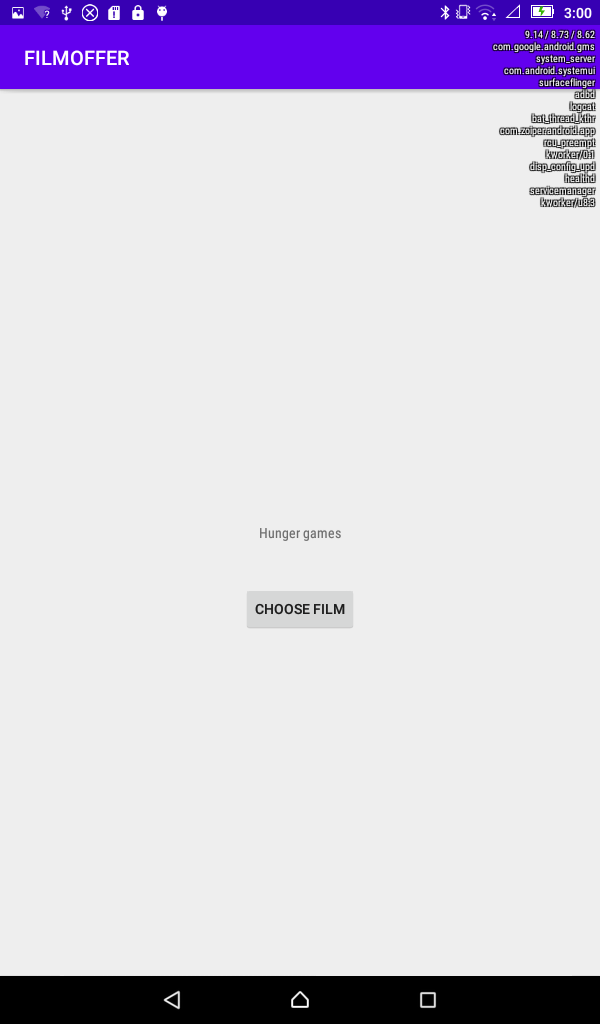 3:00
FILMOFFER
9.14 / 8.73 / 8.62
com.google.android.gms
system_server
com.android.systemui
surfaceflinger
adbd
logcat
bat_thread_kthr
com.zoiper.android.app
rcu_preempt
kworker/0:1
disp_config_upd
healthd
servicemanager
kworker/u8:3
Hunger games
CHOOSE FILM